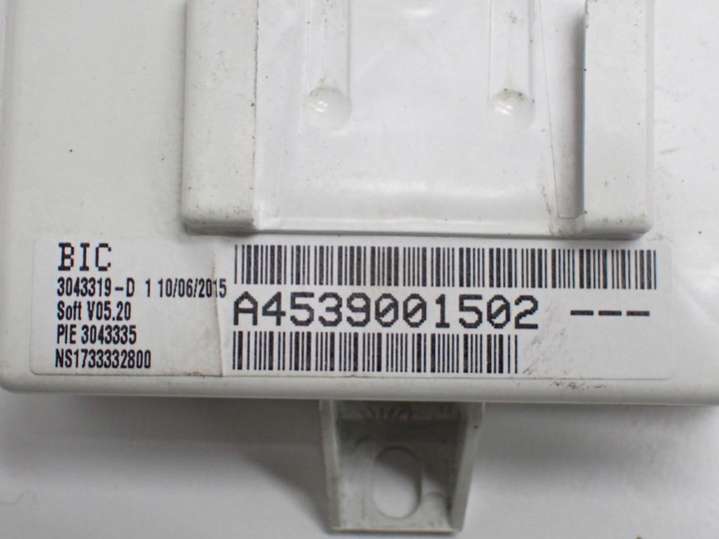 BIC
3043319-D 1 10/06/2015
Soft V05.20
PIE 3043335
NS1733332800
A4539001502 ---